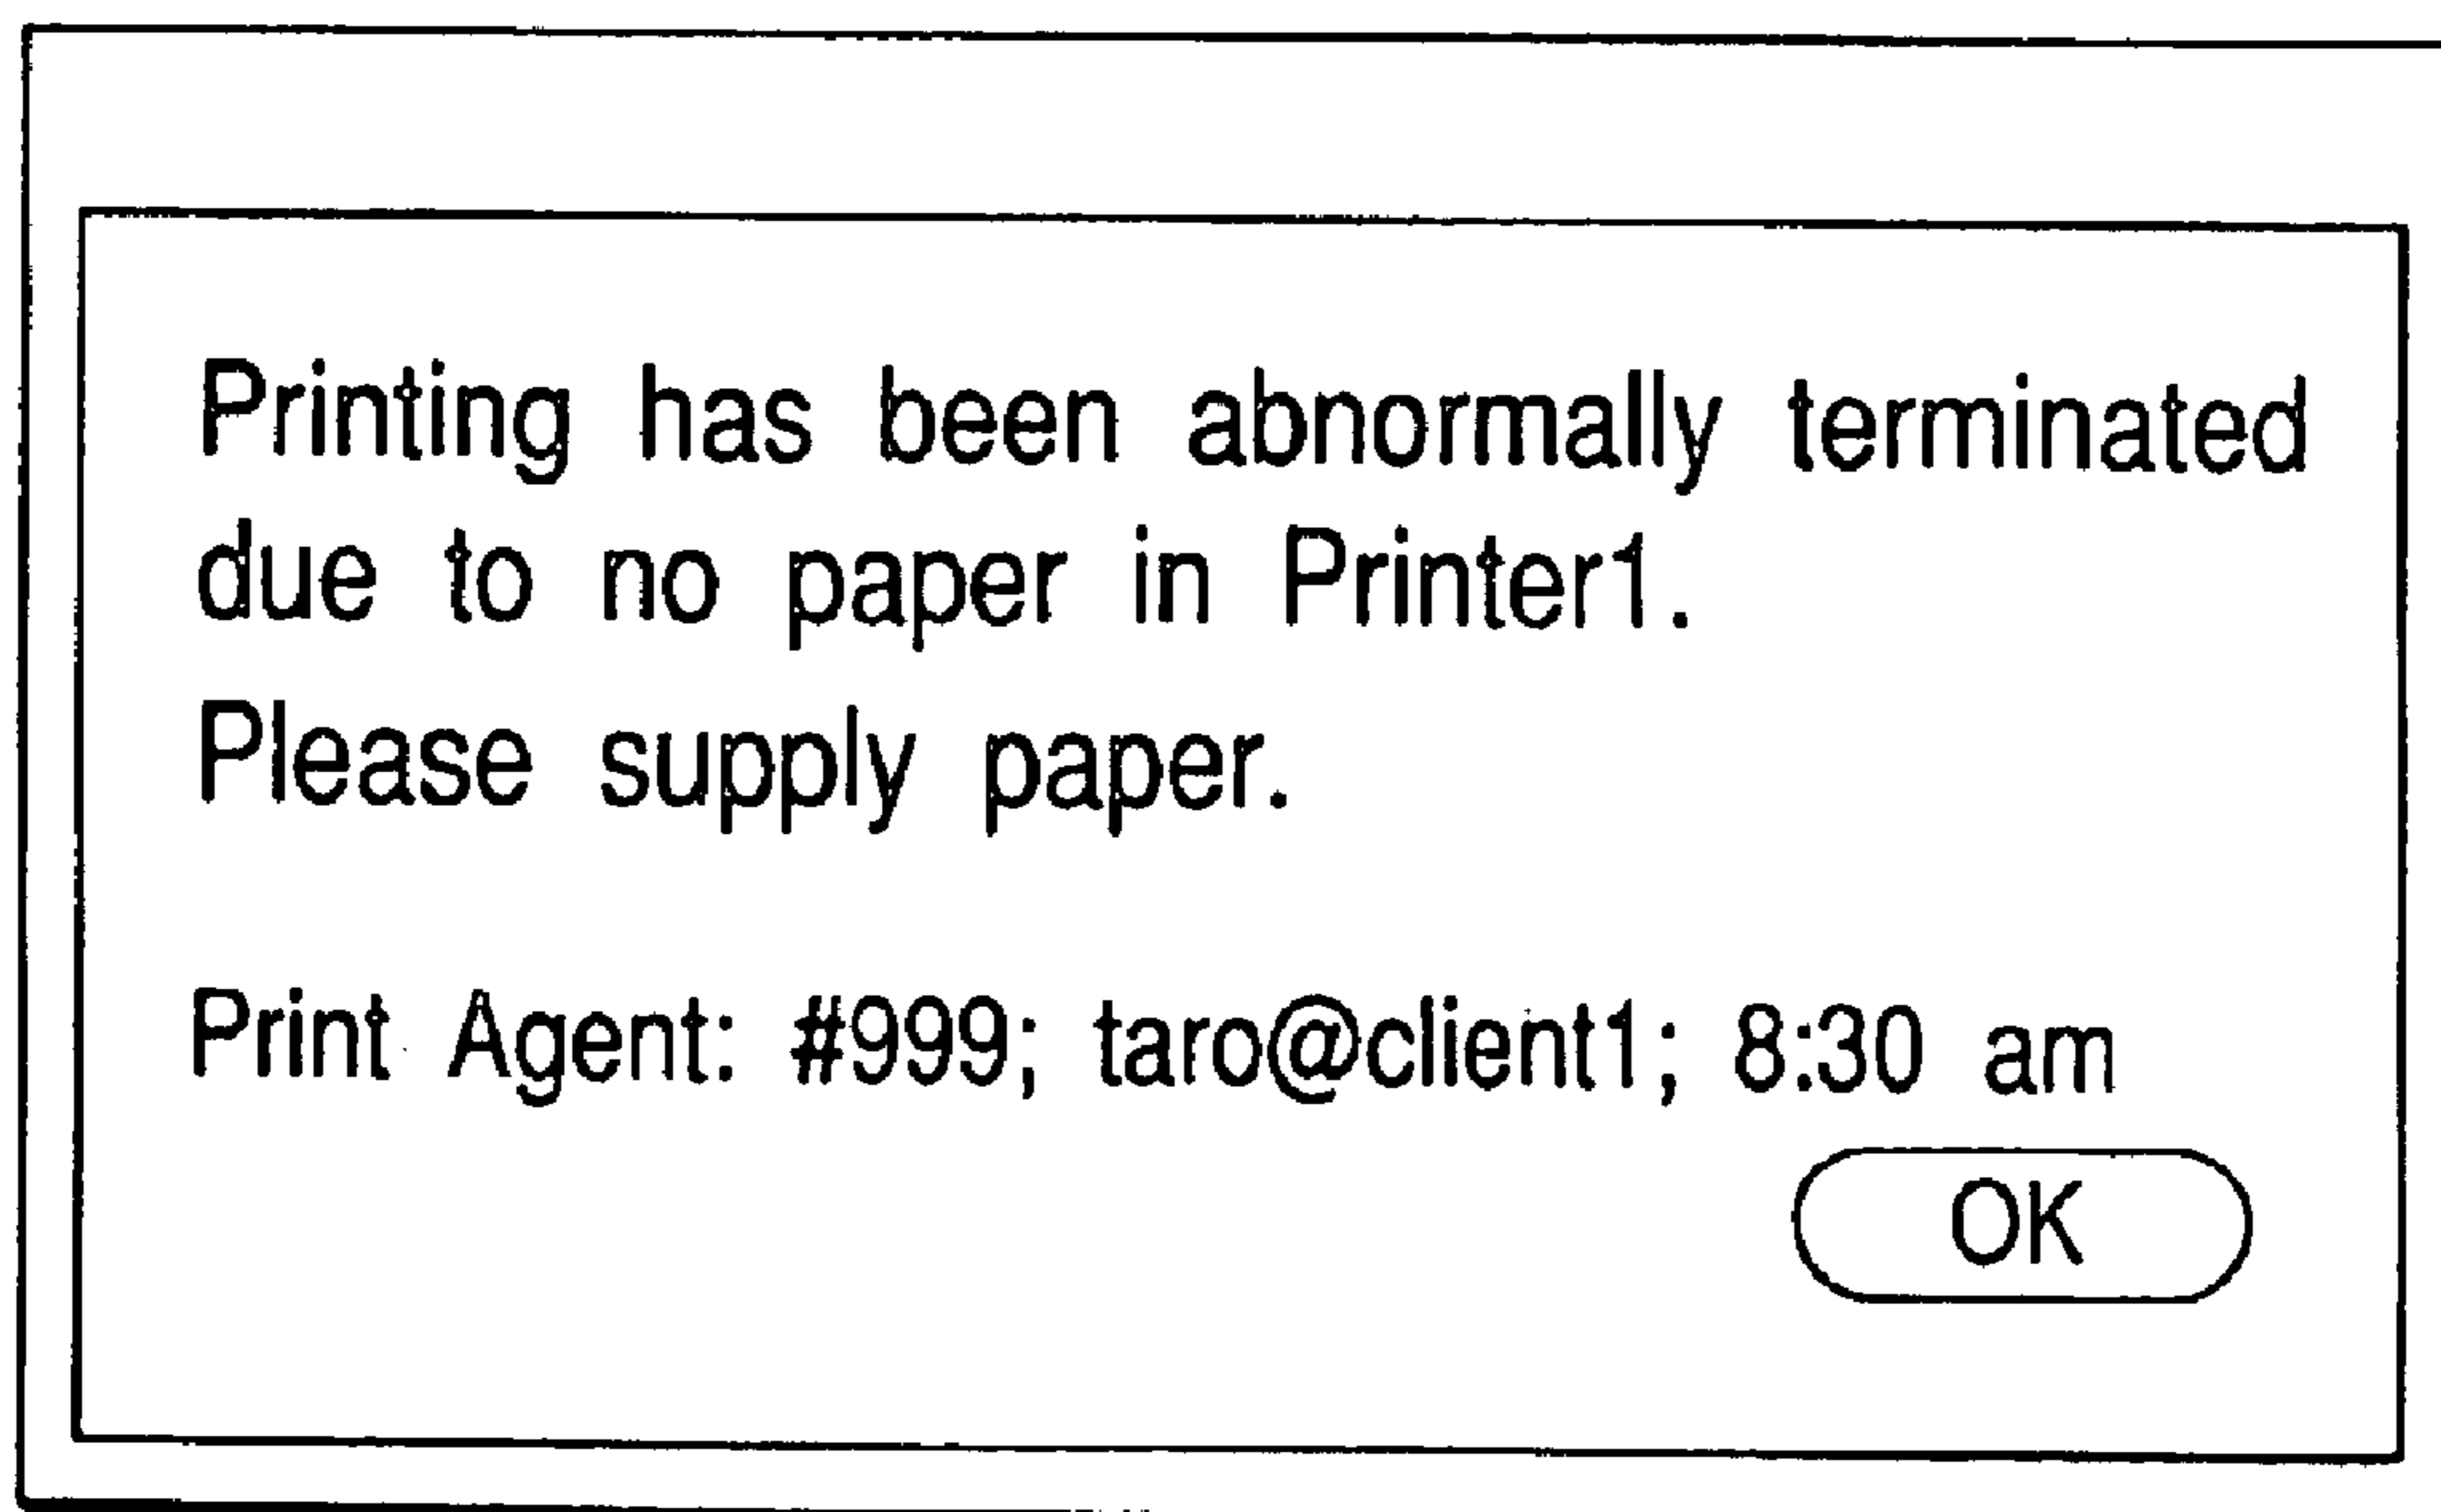 Printing has been abnormally terminated
due to no paper in Printer1.
Please supply paper.
Print Agent: #999; taro@client1; 8:30 am
OK